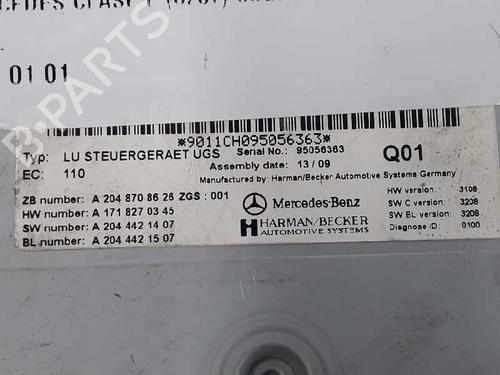 0101
*9011CH095056363*
Typ: LU STEUERGERAET UGS Serial No.: 95056363 Q01
EC: 110 Assembly date: 13/09
Manufactured by: Harman/Becker Automotive Systems Germany
ZB number: A 204 870 86 26 ZGS: 001
HW number: A 171 827 03 45
SW number: A 204 442 14 07
BL number: A 204 442 15 07
Mercedes-Benz
HARMAN/BECKER
AUTOMOTIVE SYSTEMS
HW version: 3108
SW C version: 3208
SW BL version: 3208
Diagnose ID: 0100
B-PARTS